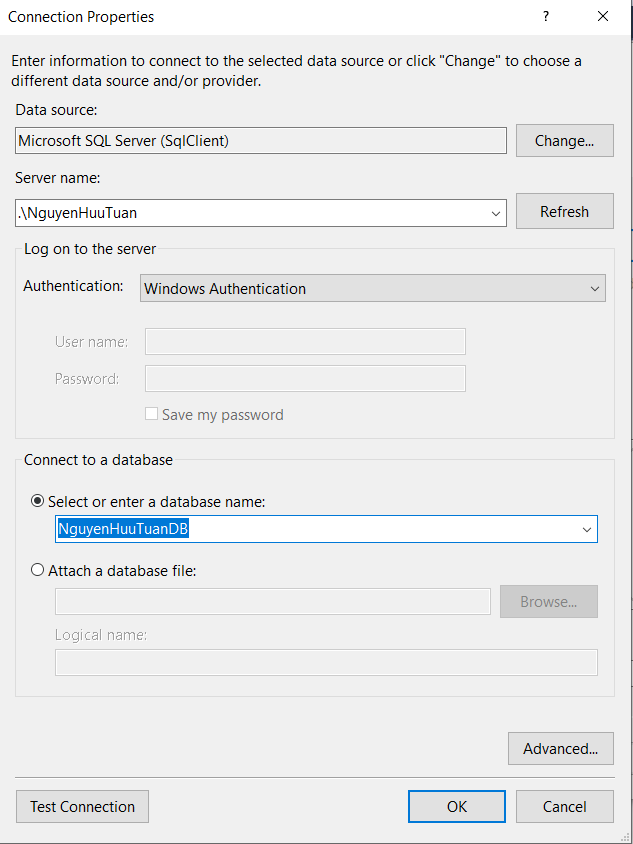 Connection Properties
?
Enter information to connect to the selected data source or click "Change" to choose a
different data source and/or provider.
Data source:
Microsoft SQL Server (SqlClient)
Change...
Server name:
.\NguyenHuuTuan
Refresh
Log on to the server
Authentication:
Windows Authentication
User name:
Password:
Save my password
Connect to a database
Select or enter a database name:
NguyenHuuTuanDB
Attach a database file:
Browse...
Logical name:
Advanced...
Test Connection
OK
Cancel